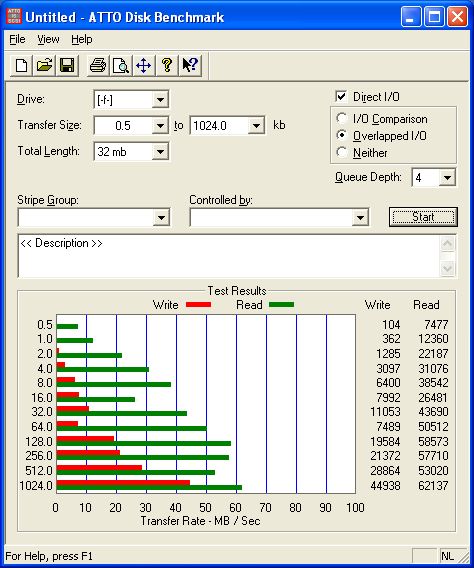 Untitled - ATTO Disk Benchmark
File View Help
Drive: [-f-]
Direct I/O
Transfer Size: 0.5 to 1024.0 kb
I/O Comparison
Overlapped I/O
Neither
Total Length: 32 mb
Queue Depth: 4
Stripe Group: Controlled by:
Start
<< Description >>
Test Results
Write Read Write Read
0.5 104 7477
1.0 362 12360
2.0 1285 22187
4.0 3097 31076
8.0 6400 38542
16.0 7992 26481
32.0 11053 43690
64.0 7489 50512
128.0 19584 58573
256.0 21372 57710
512.0 28864 53020
1024.0 44938 62137
0 10 20 30 40 50 60 70 80 90 100
Transfer Rate - MB / Sec
For Help, press F1 NL